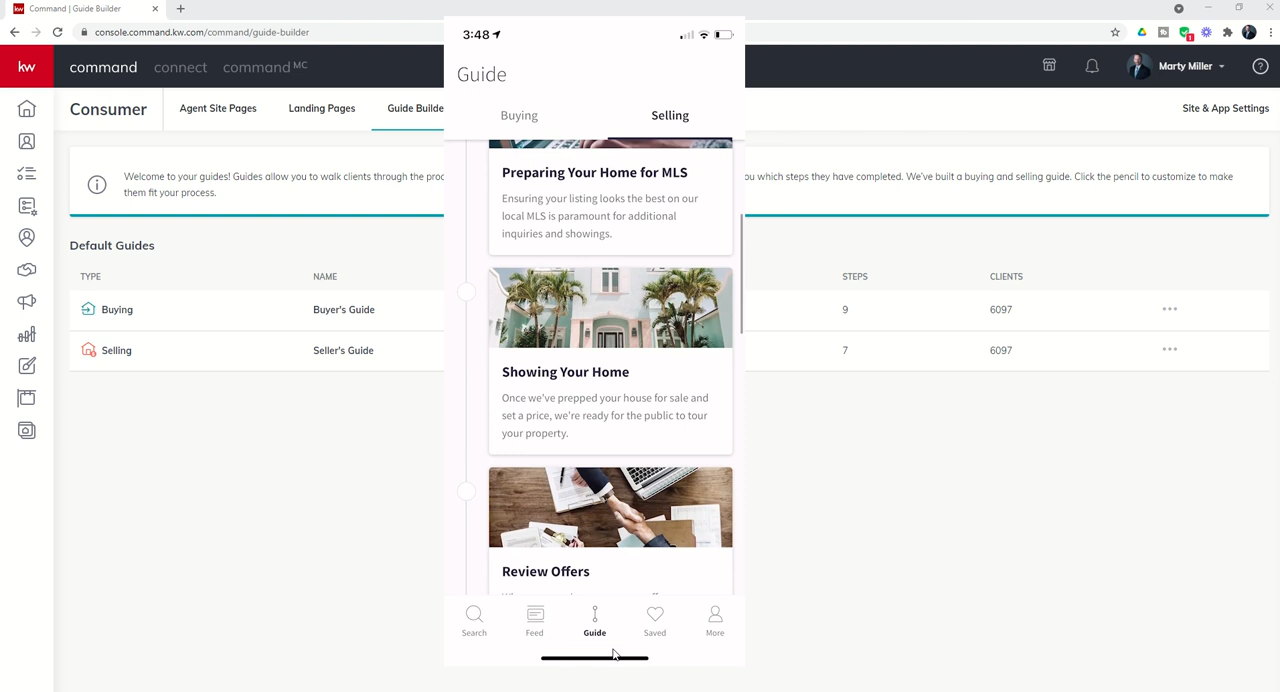 Command | Guide Builder
console.command.kw.com/command/guide-builder
1
kw
command
connect
command MC
Marty Miller
Consumer
Agent Site Pages
Landing Pages
Guide Builde
Site & App Settings
Welcome to your guides! Guides allow you to walk clients through the proc
u which steps they have completed. We've built a buying and selling guide. Click the pencil to customize to make
them fit your process.
Default Guides
TYPE
NAME
STEPS
CLIENTS
Buying
Buyer's Guide
9
6097
Selling
Seller's Guide
7
6097
3:48
Guide
Buying
Selling
Preparing Your Home for MLS
Ensuring your listing looks the best on our
local MLS is paramount for additional
inquiries and showings.
Showing Your Home
Once we've prepped your house for sale and
set a price, we're ready for the public to tour
your property.
Review Offers
Search
Feed
Guide
Saved
More